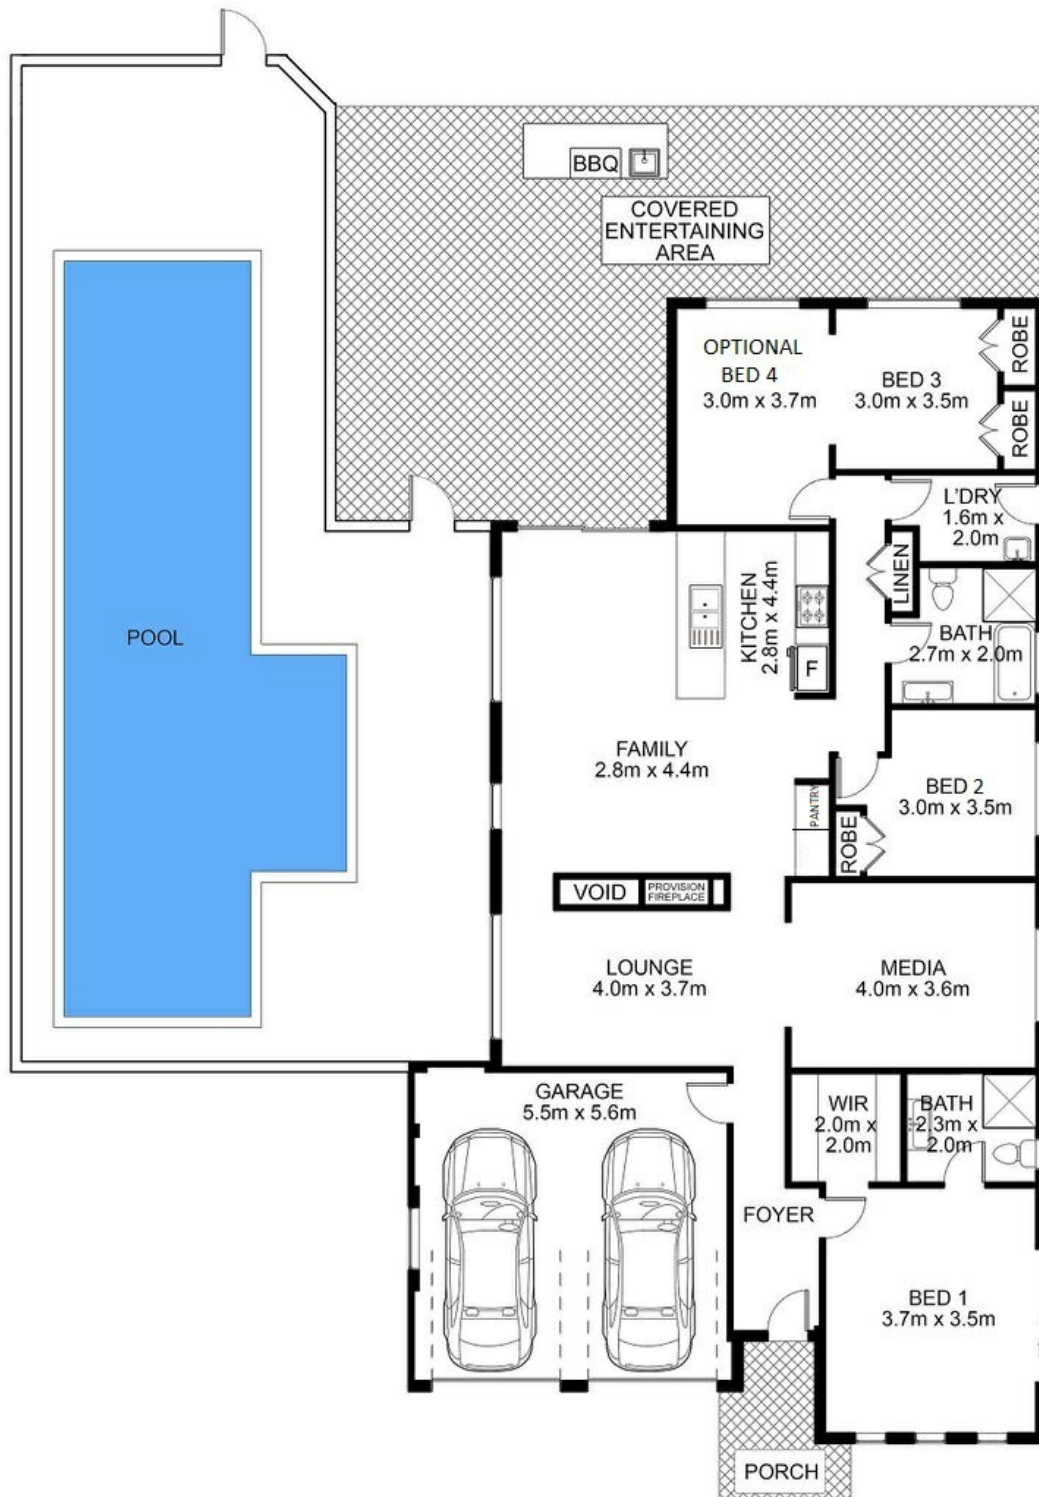 BBQ
COVERED
ENTERTAINING
AREA
OPTIONAL
BED 4
3.0m x 3.7m
BED 3
3.0m x 3.5m
ROBE
ROBE
L'DRY
1.6m x
2.0m
LINEN
KITCHEN
2.8m x 4.4m
F
BATH
2.7m x 2.0m
POOL
FAMILY
2.8m x 4.4m
BED 2
3.0m x 3.5m
PANTRY
ROBE
VOID
PROVISION
FIREPLACE
LOUNGE
4.0m x 3.7m
MEDIA
4.0m x 3.6m
GARAGE
5.5m x 5.6m
WIR
2.0m x
2.0m
BATH
2.3m x
2.0m
FOYER
BED 1
3.7m x 3.5m
PORCH